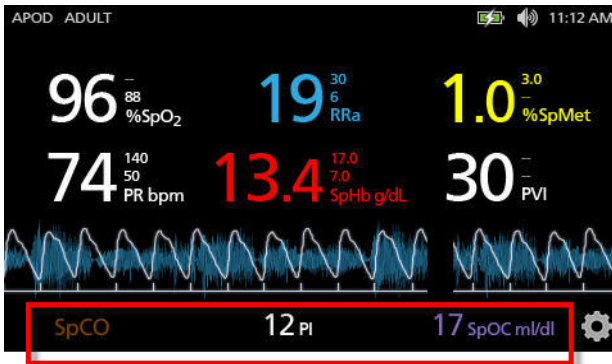 APOD ADULT 11:12 AM
96 -- 88 %SpO2
19 30 6 RRa
1.0 3.0 -- %SpMet
74 140 50 PR bpm
13.4 17.0 7.0 SpHb g/dL
30 -- -- PVI
SpCO 12 PI 17 SpOC ml/dl